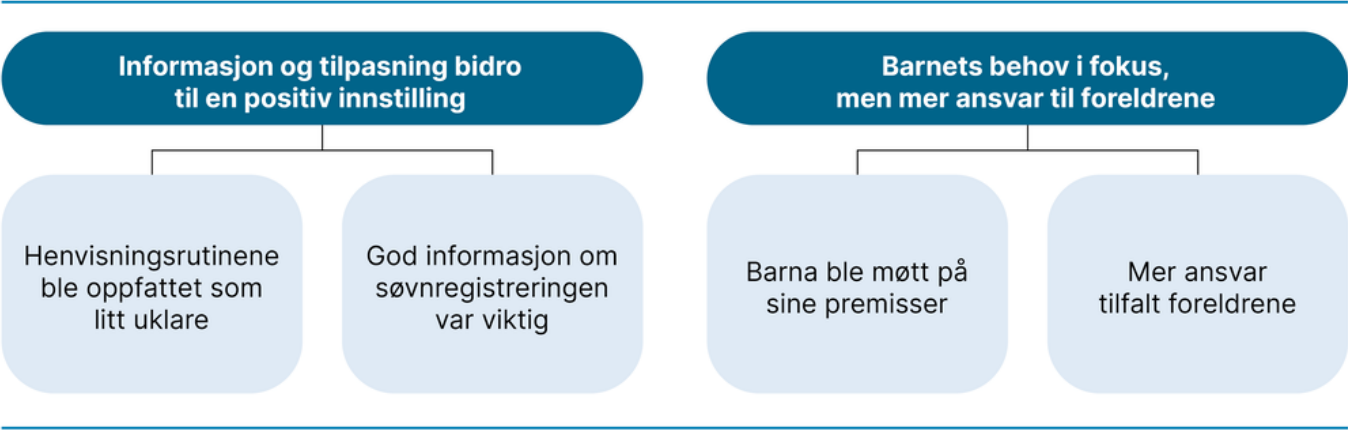 Informasjon og tilpasning bidro
til en positiv innstilling
Henvisningsrutinene
ble oppfattet som
litt uklare
God informasjon om
søvnregistreringen
var viktig
Barnets behov i fokus,
men mer ansvar til foreldrene
Barna ble møtt på
sine premisser
Mer ansvar
tilfalt foreldrene